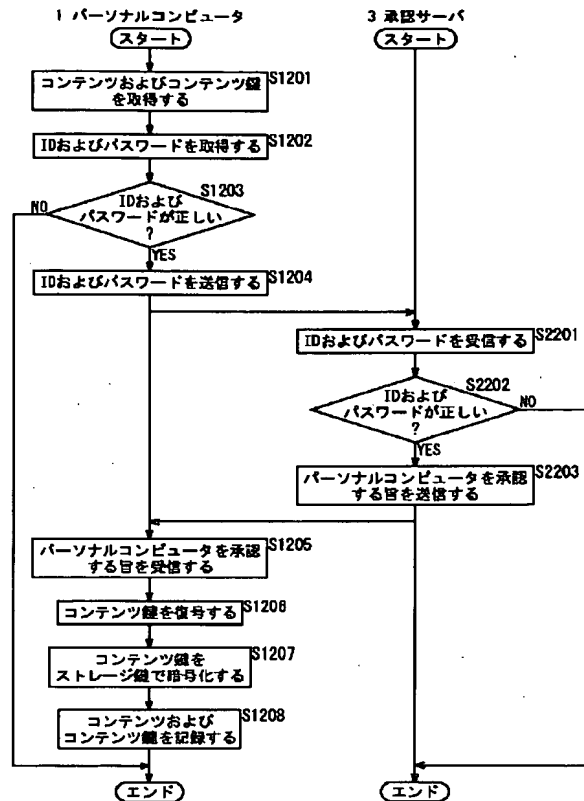 1 パーソナルコンピュータ
スタート
コンテンツおよびコンテンツ鍵
を取得する
S1201
IDおよびパスワードを取得する
S1202
S1203
IDおよび
パスワードが正しい
?
NO
YES
IDおよびパスワードを送信する
S1204
3 承認サーバ
スタート
IDおよびパスワードを受信する
S2201
S2202
IDおよび
パスワードが正しい
?
NO
YES
パーソナルコンピュータを承認
する旨を送信する
S2203
パーソナルコンピュータを承認
する旨を受信する
S1205
コンテンツ鍵を復号する
S1206
コンテンツ鍵を
ストレージ鍵で暗号化する
S1207
コンテンツおよび
コンテンツ鍵を記録する
S1208
エンド
エンド